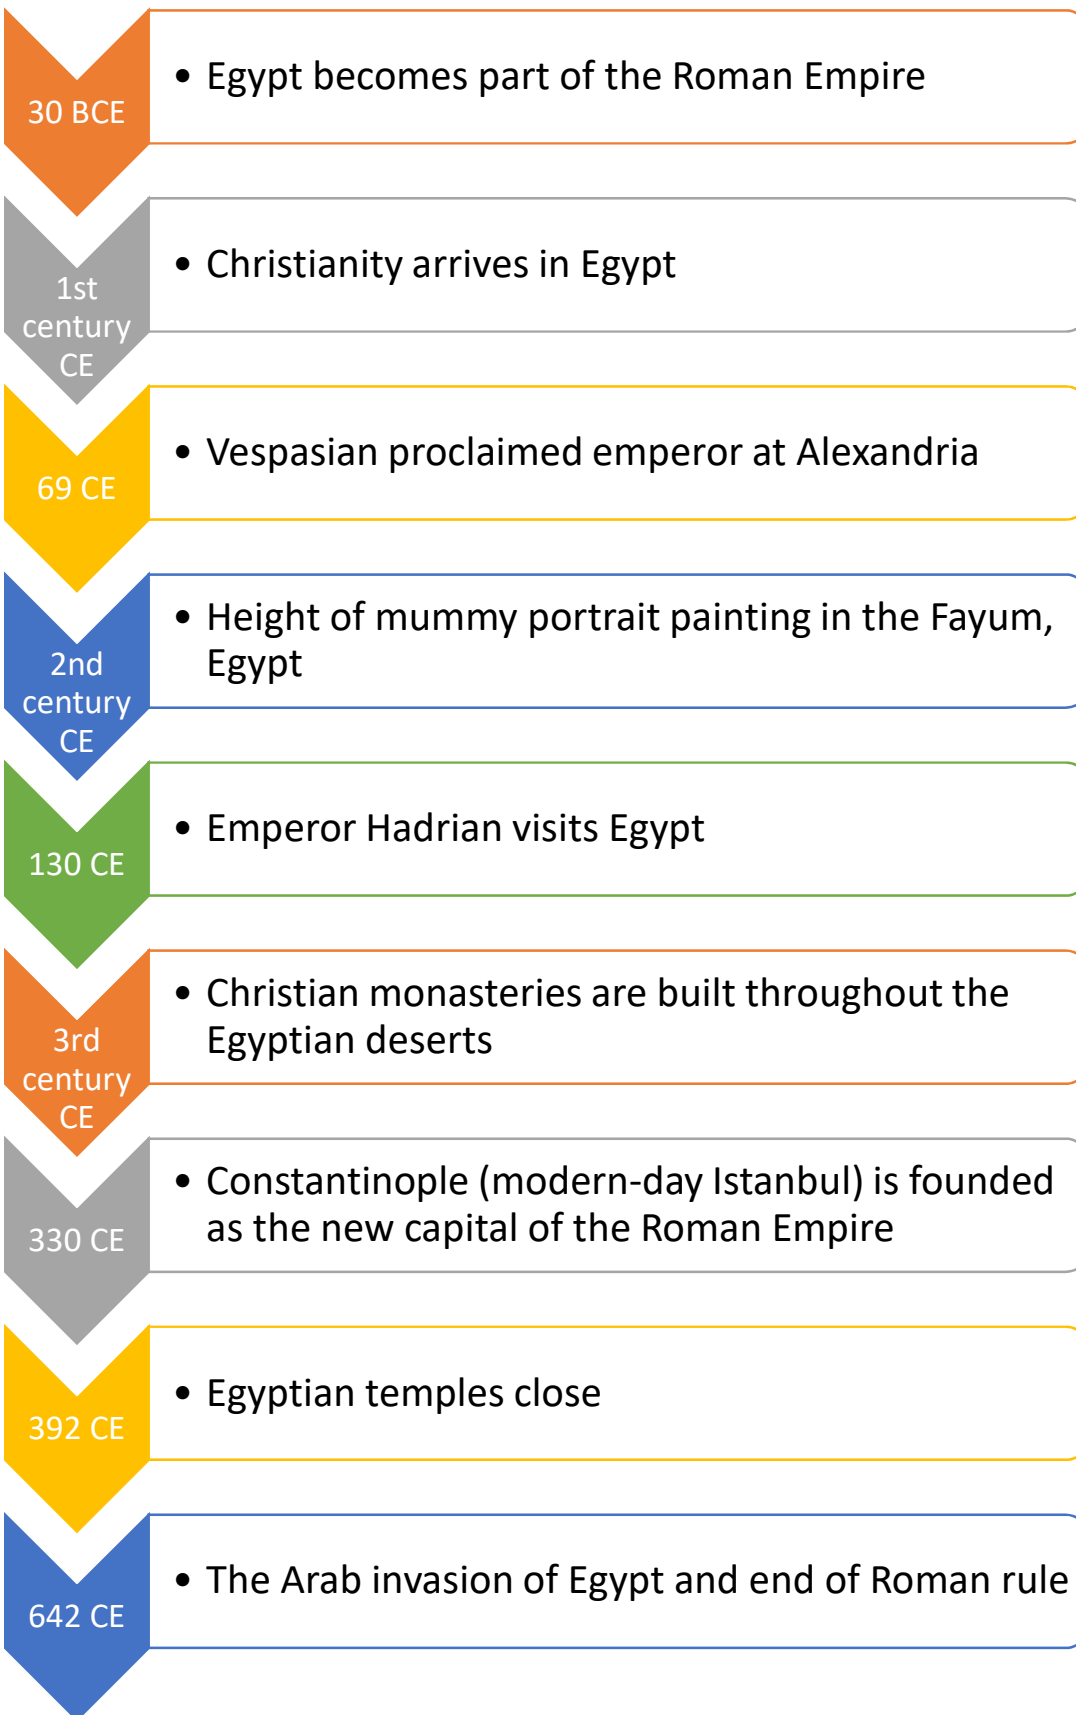 30 BCE
• Egypt becomes part of the Roman Empire
1st
century
CE
• Christianity arrives in Egypt
69 CE
• Vespasian proclaimed emperor at Alexandria
2nd
century
CE
• Height of mummy portrait painting in the Fayum,
Egypt
130 CE
• Emperor Hadrian visits Egypt
3rd
century
CE
• Christian monasteries are built throughout the
Egyptian deserts
330 CE
• Constantinople (modern-day Istanbul) is founded
as the new capital of the Roman Empire
392 CE
• Egyptian temples close
642 CE
• The Arab invasion of Egypt and end of Roman rule